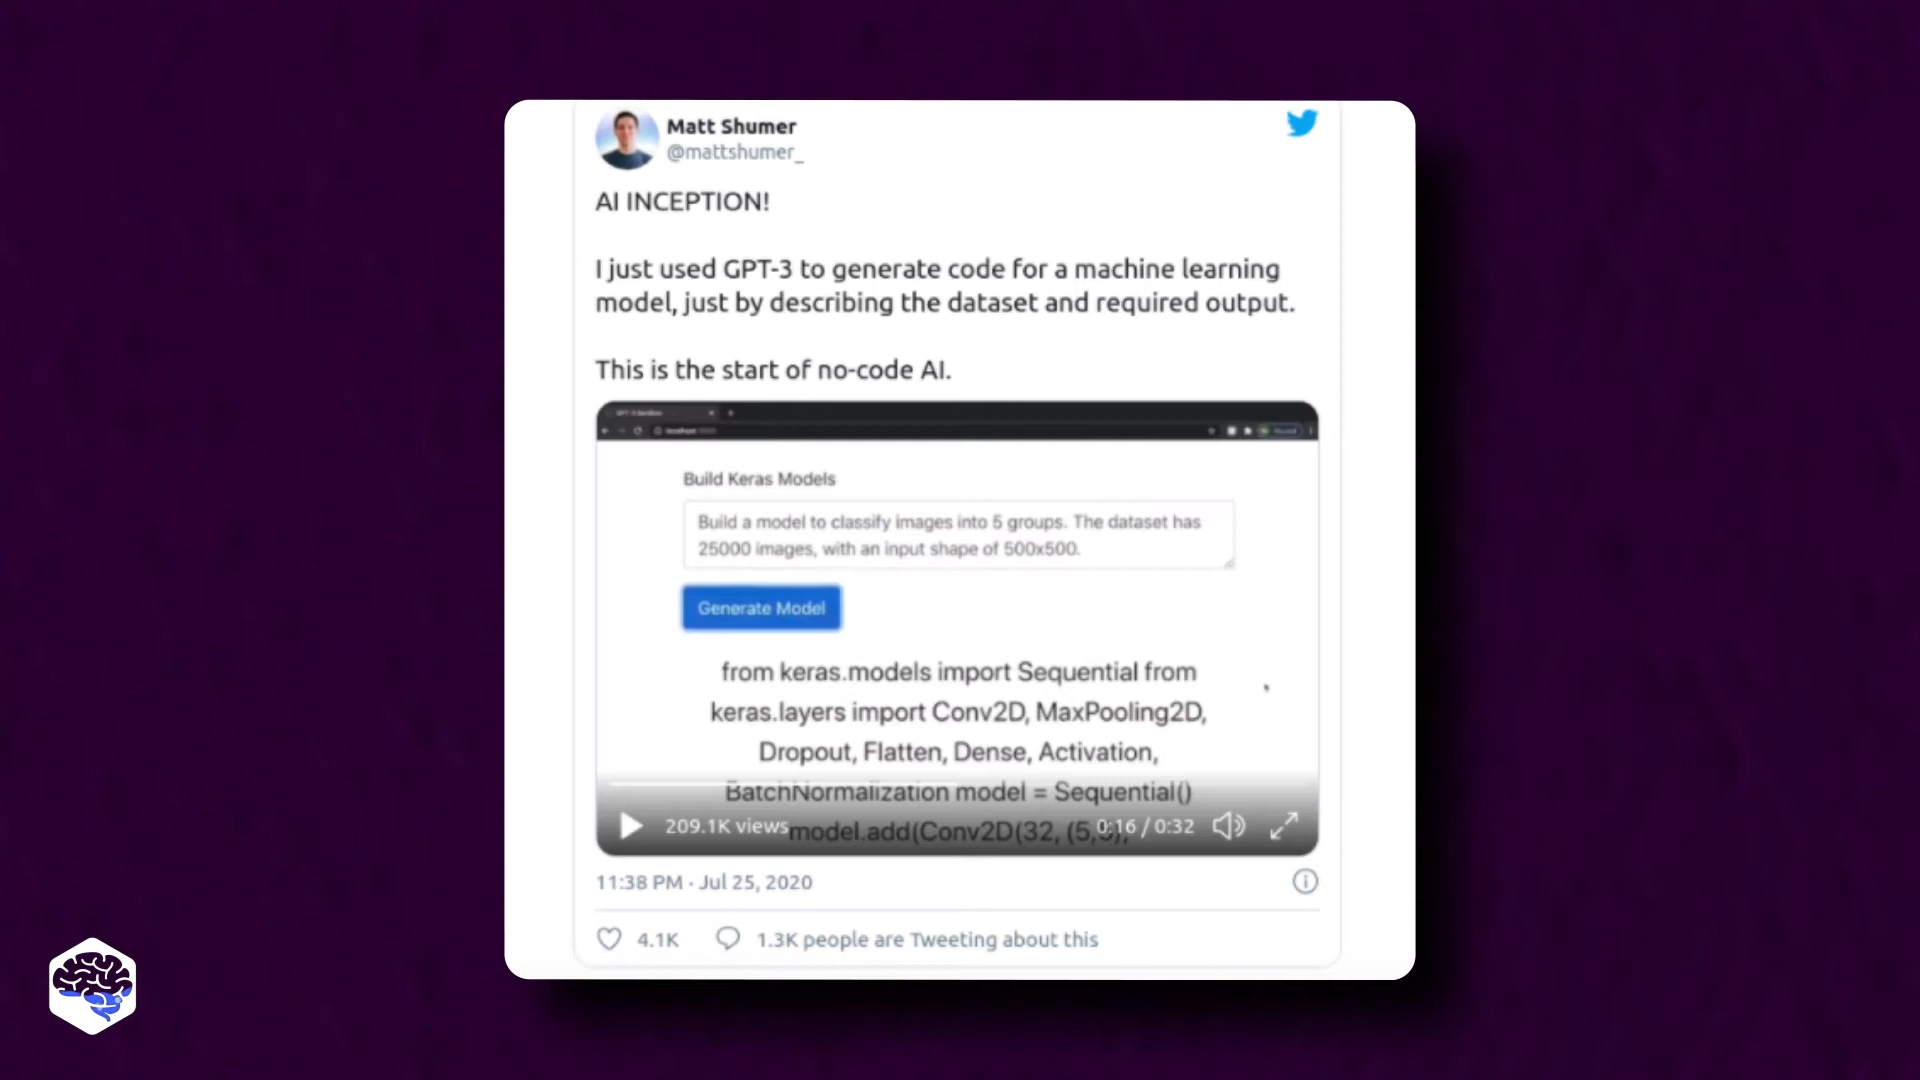 Matt Shumer
@mattshumer_
AI INCEPTION!
I just used GPT-3 to generate code for a machine learning
model, just by describing the dataset and required output.
This is the start of no-code AI.
Build Keras Models
Build a model to classify images into 5 groups. The dataset has
25000 images, with an input shape of 500x500.
Generate Model
from keras.models import Sequential from
keras.layers import Conv2D, MaxPooling2D,
Dropout, Flatten, Dense, Activation,
BatchNormalization model = Sequential()
model.add(Conv2D(32, (5,5),
209.1K views
0:16 / 0:32
11:38 PM · Jul 25, 2020
4.1K
1.3K people are Tweeting about this